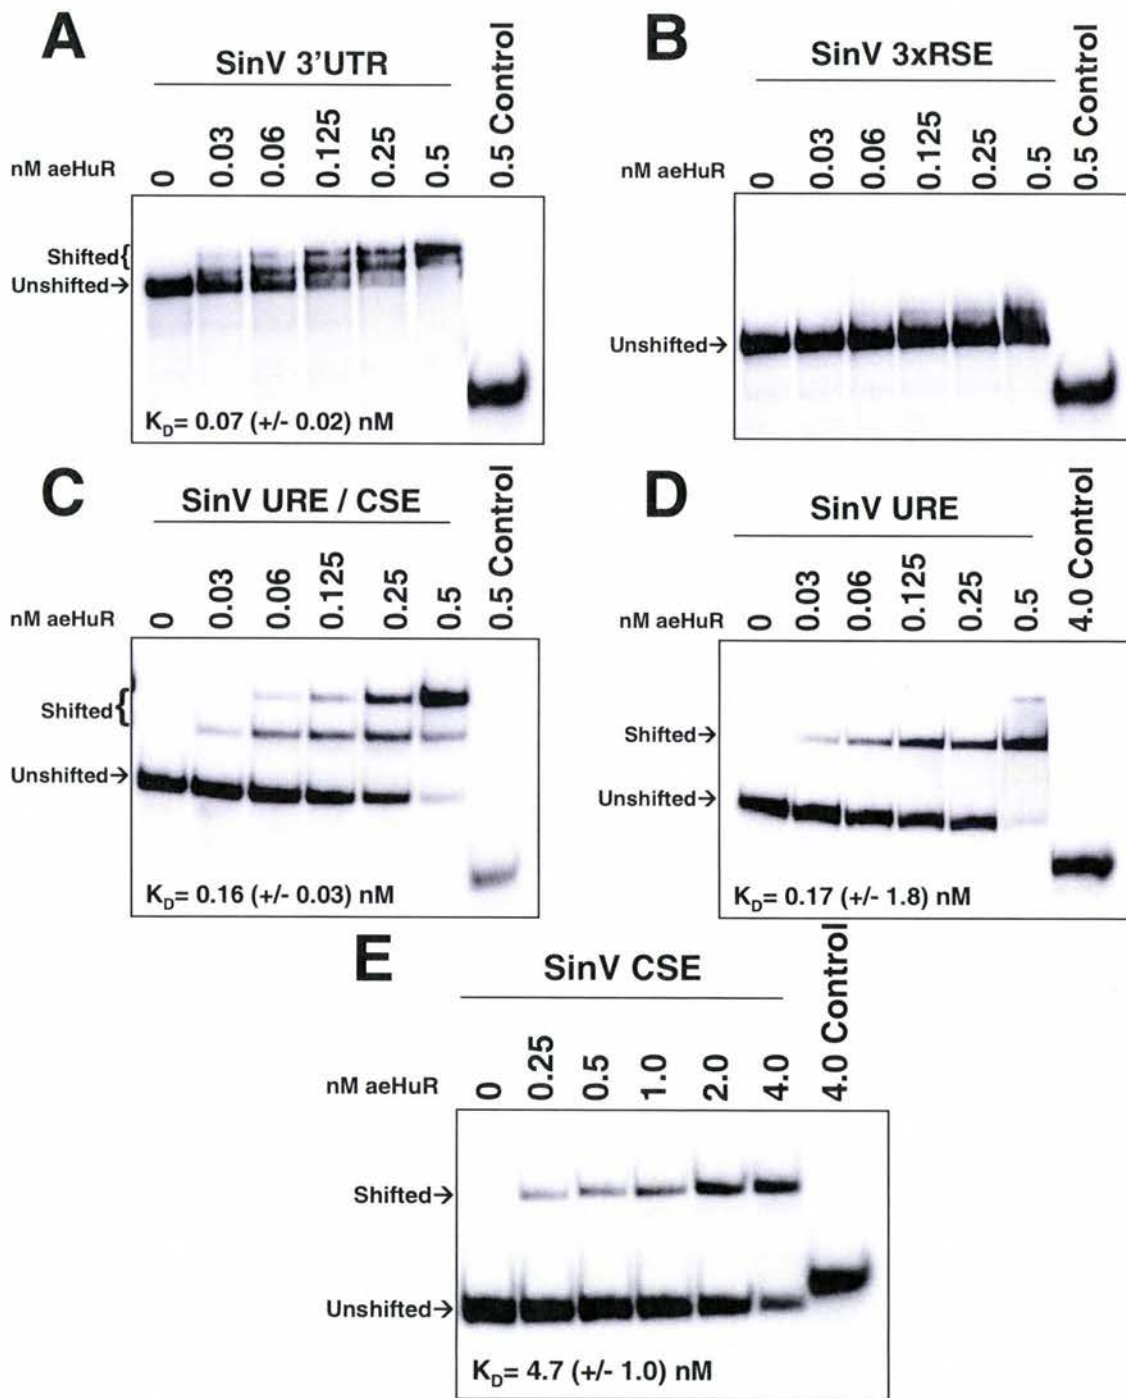 A
SinV 3'UTR
nM aeHuR 0 0.03 0.06 0.125 0.25 0.5 0.5 Control
Shifted{
Unshifted→
K_D= 0.07 (+/- 0.02) nM
B
SinV 3xRSE
nM aeHuR 0 0.03 0.06 0.125 0.25 0.5 0.5 Control
Unshifted→
C
SinV URE / CSE
nM aeHuR 0 0.03 0.06 0.125 0.25 0.5 0.5 Control
Shifted{
Unshifted→
K_D= 0.16 (+/- 0.03) nM
D
SinV URE
nM aeHuR 0 0.03 0.06 0.125 0.25 0.5 4.0 Control
Shifted→
Unshifted→
K_D= 0.17 (+/- 1.8) nM
E
SinV CSE
nM aeHuR 0 0.25 0.5 1.0 2.0 4.0 4.0 Control
Shifted→
Unshifted→
K_D= 4.7 (+/- 1.0) nM